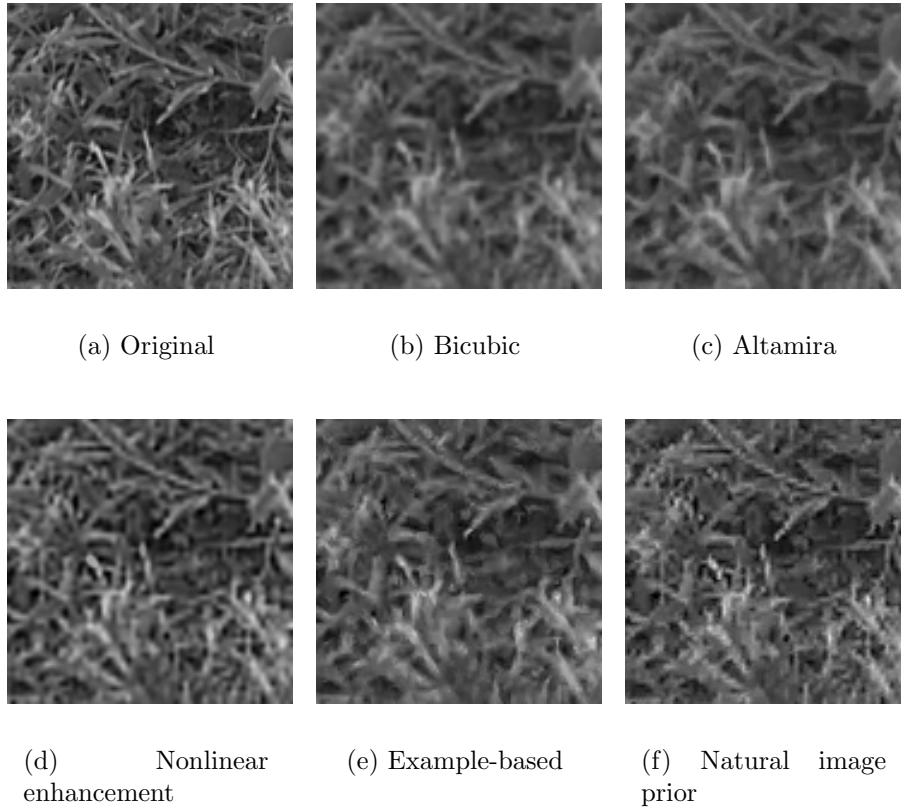 (a) Original
(b) Bicubic
(c) Altamira
(d) Nonlinear
enhancement
(e) Example-based
(f) Natural image
prior